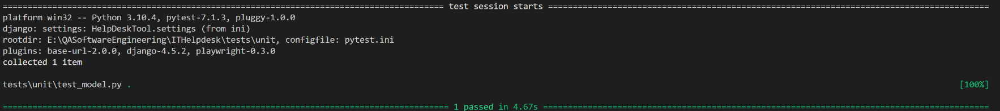 ========================================================================================= test session starts =========================================================================================
platform win32 -- Python 3.10.4, pytest-7.1.3, pluggy-1.0.0
django: settings: HelpDeskTool.settings (from ini)
rootdir: E:\QASoftwareEngineering\ITHelpdesk\tests\unit, configfile: pytest.ini
plugins: base-url-2.0.0, django-4.5.2, playwright-0.3.0
collected 1 item
tests\unit\test_model.py . [100%]
========================================================================================== 1 passed in 4.67s ==========================================================================================